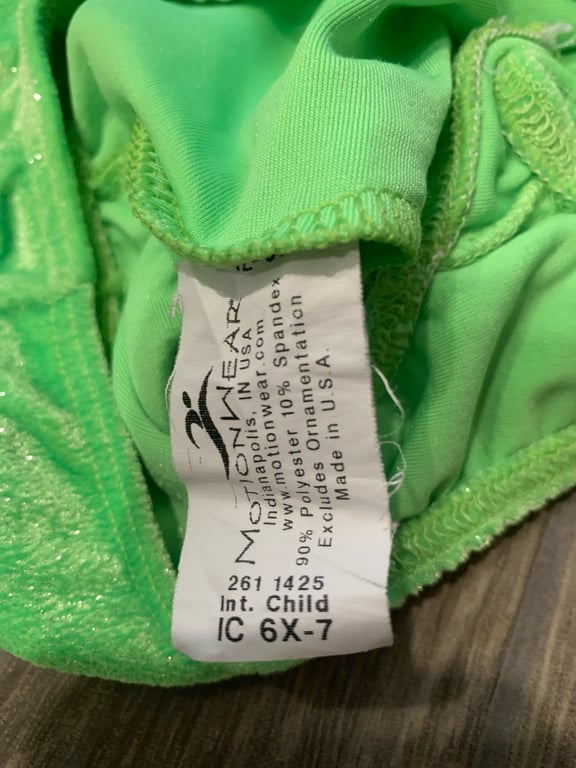 MOTIONWEAR
Indianapolis, IN USA
www.motionwear.com
90% Polyester 10% Spandex
Excludes Ornamentation
Made in U.S.A.
261 1425
Int. Child
IC 6X-7